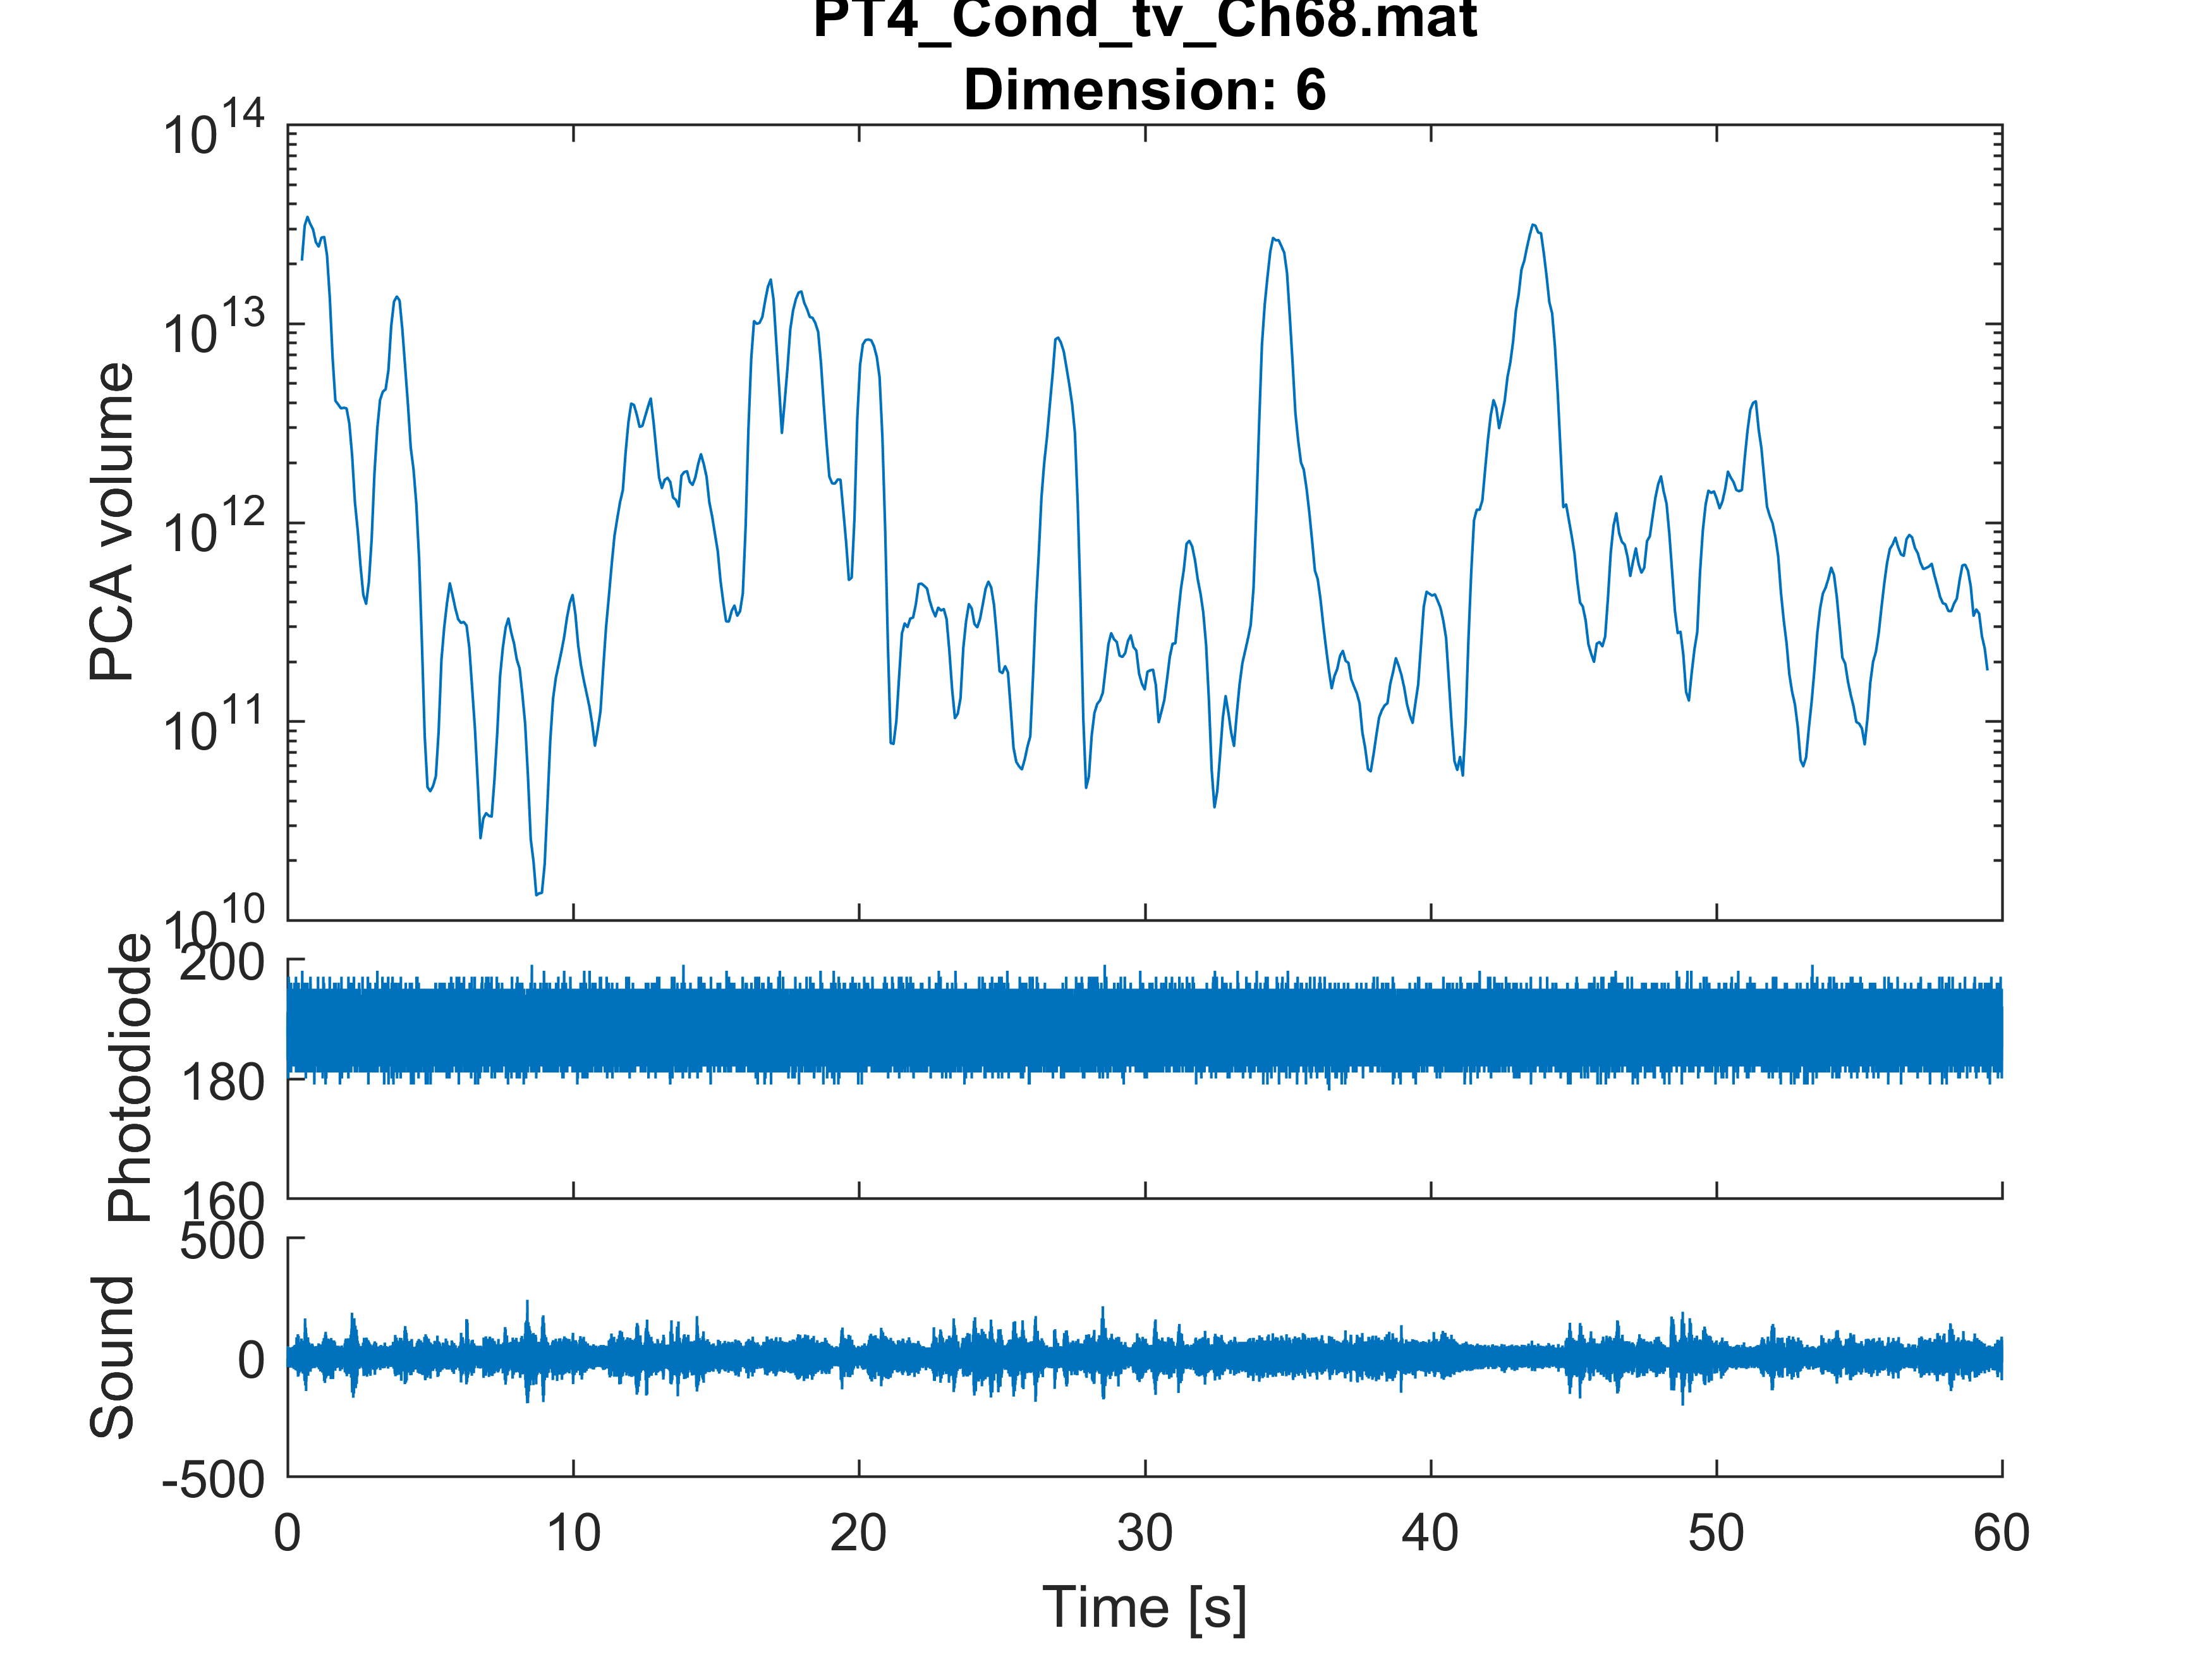 PT4_Cond_tv_Ch68.mat
Dimension: 6
PCA volume
10^14
10^13
10^12
10^11
10^10
Photodiode
200
180
160
Sound
500
0
-500
0 10 20 30 40 50 60
Time [s]